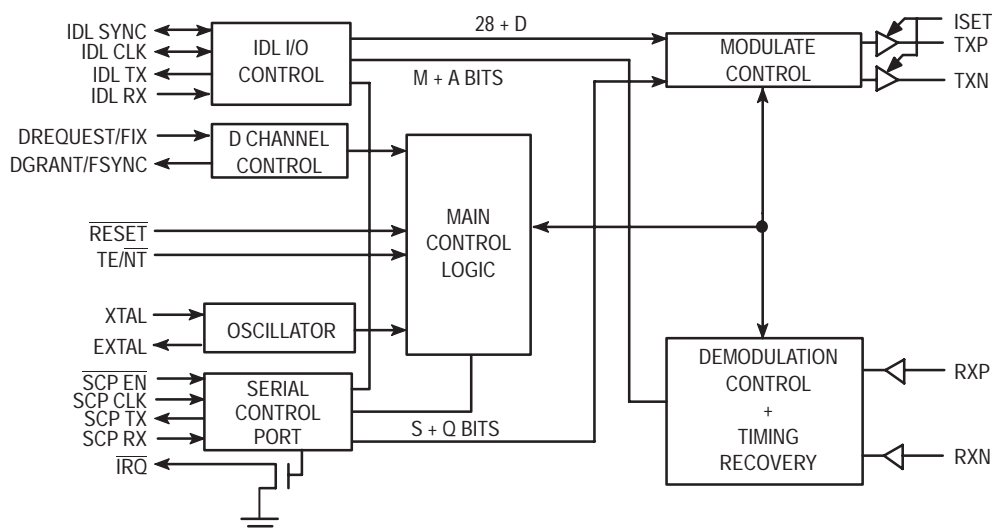 IDL SYNC
IDL CLK
IDL TX
IDL RX
IDL I/O
CONTROL
28 + D
M + A BITS
MODULATE
CONTROL
ISET
TXP
TXN
DREQUEST/FIX
DGRANT/FSYNC
D CHANNEL
CONTROL
MAIN
CONTROL
LOGIC
RESET
TE/NT
XTAL
EXTAL
OSCILLATOR
SCP EN
SCP CLK
SCP TX
SCP RX
IRQ
SERIAL
CONTROL
PORT
S + Q BITS
DEMODULATION
CONTROL
+
TIMING
RECOVERY
RXP
RXN